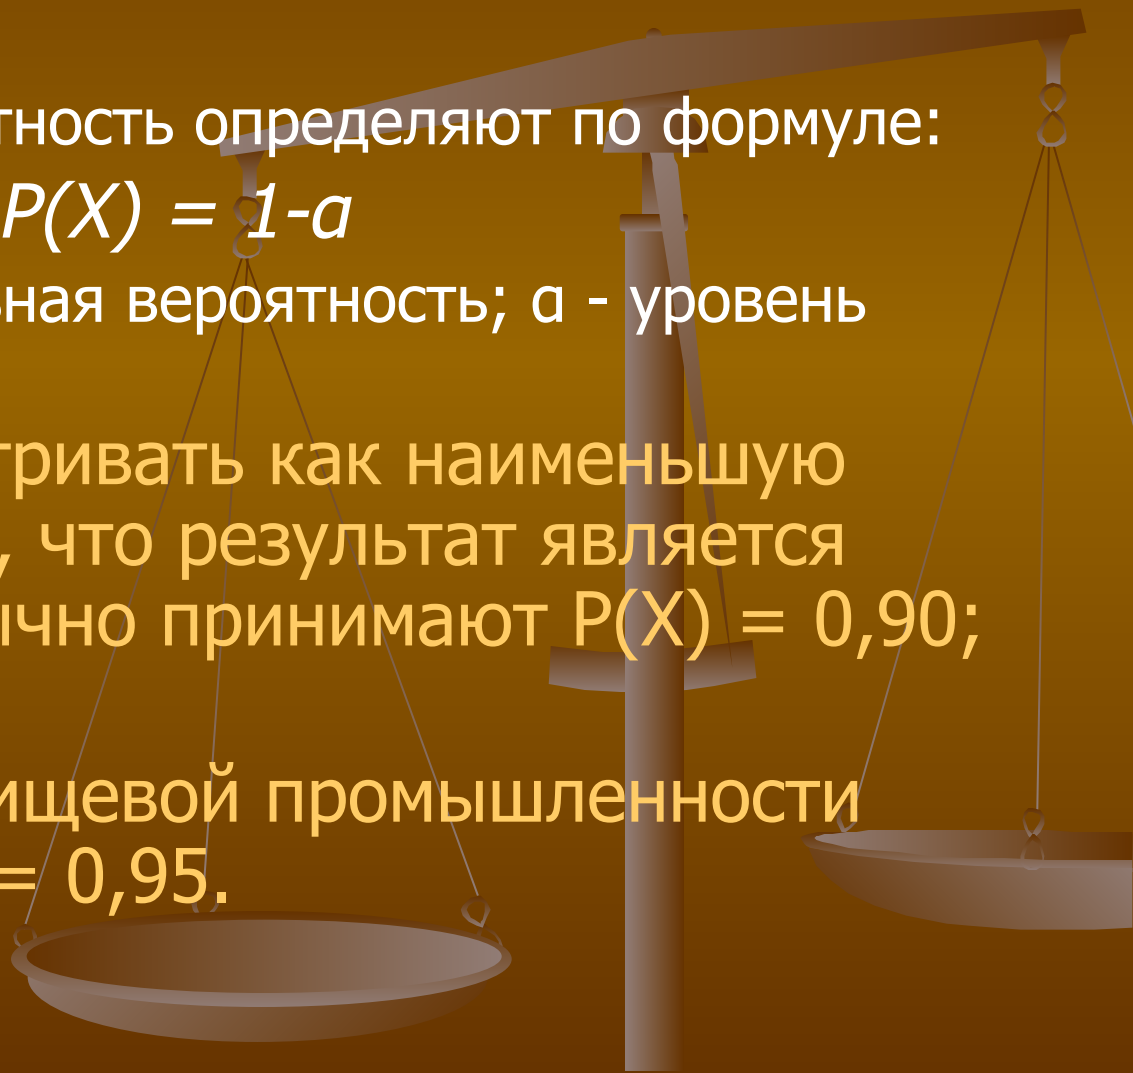 тность определяют по формуле:
P(X) = 1-α
ная вероятность; α - уровень
тривать как наименьшую
, что результат является
ычно принимают P(X) = 0,90;
ищевой промышленности
= 0,95.